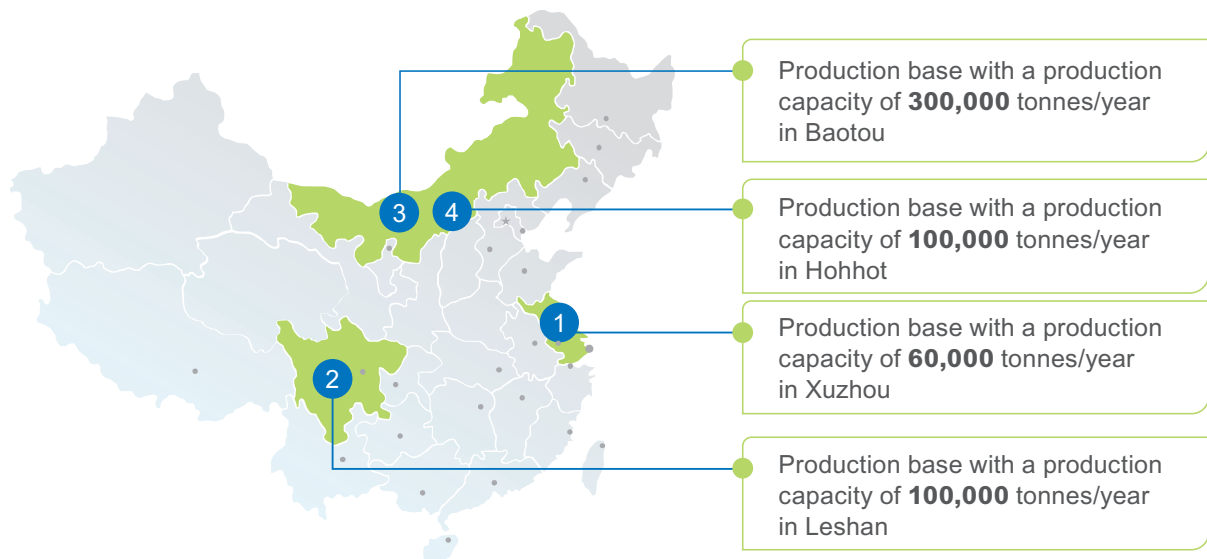 Production base with a production
capacity of 300,000 tonnes/year
in Baotou
3
4
Production base with a production
capacity of 100,000 tonnes/year
in Hohhot
1
Production base with a production
capacity of 60,000 tonnes/year
in Xuzhou
2
Production base with a production
capacity of 100,000 tonnes/year
in Leshan